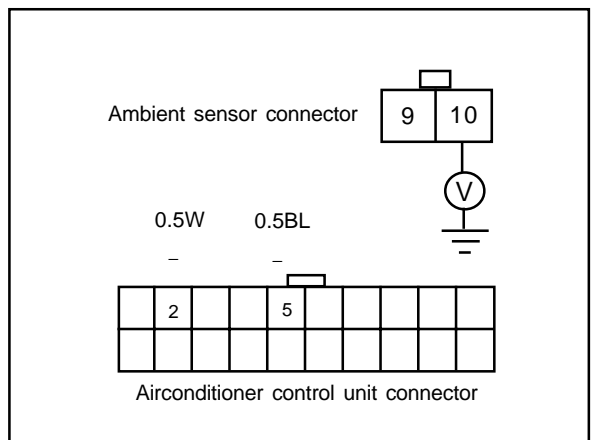 Ambient sensor connector 9 10
V
0.5W 0.5BL
– –
2 5
Airconditioner control unit connector